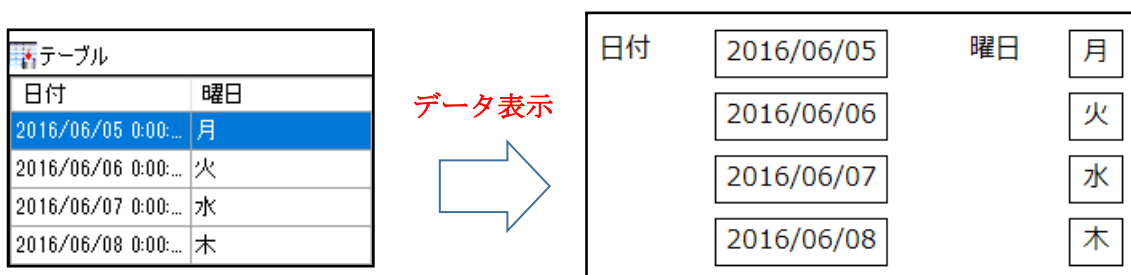 テーブル
日付 曜日
2016/06/05 0:00:... 月
2016/06/06 0:00:... 火
2016/06/07 0:00:... 水
2016/06/08 0:00:... 木
データ表示
日付 2016/06/05 曜日 月
2016/06/06 火
2016/06/07 水
2016/06/08 木